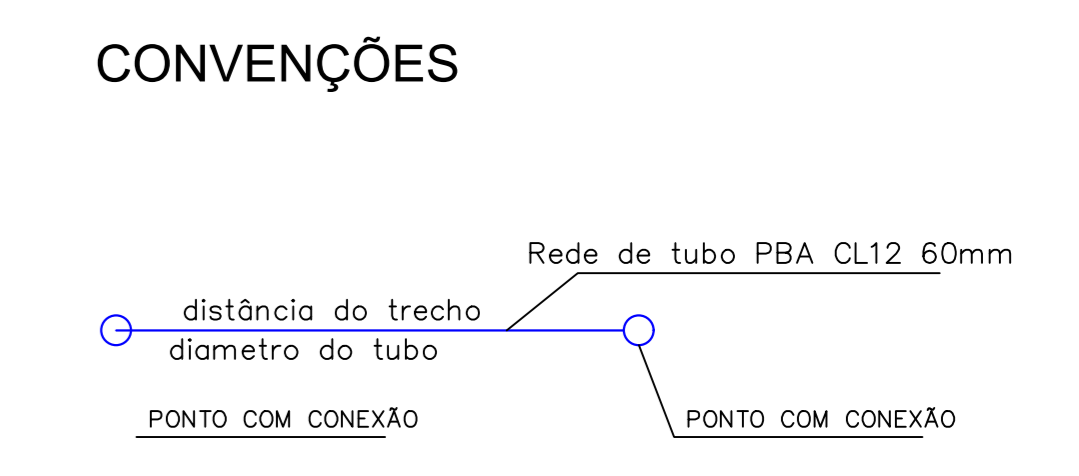 CONVENÇÕES
Rede de tubo PBA CL12 60mm
distância do trecho
diametro do tubo
PONTO COM CONEXÃO
PONTO COM CONEXÃO